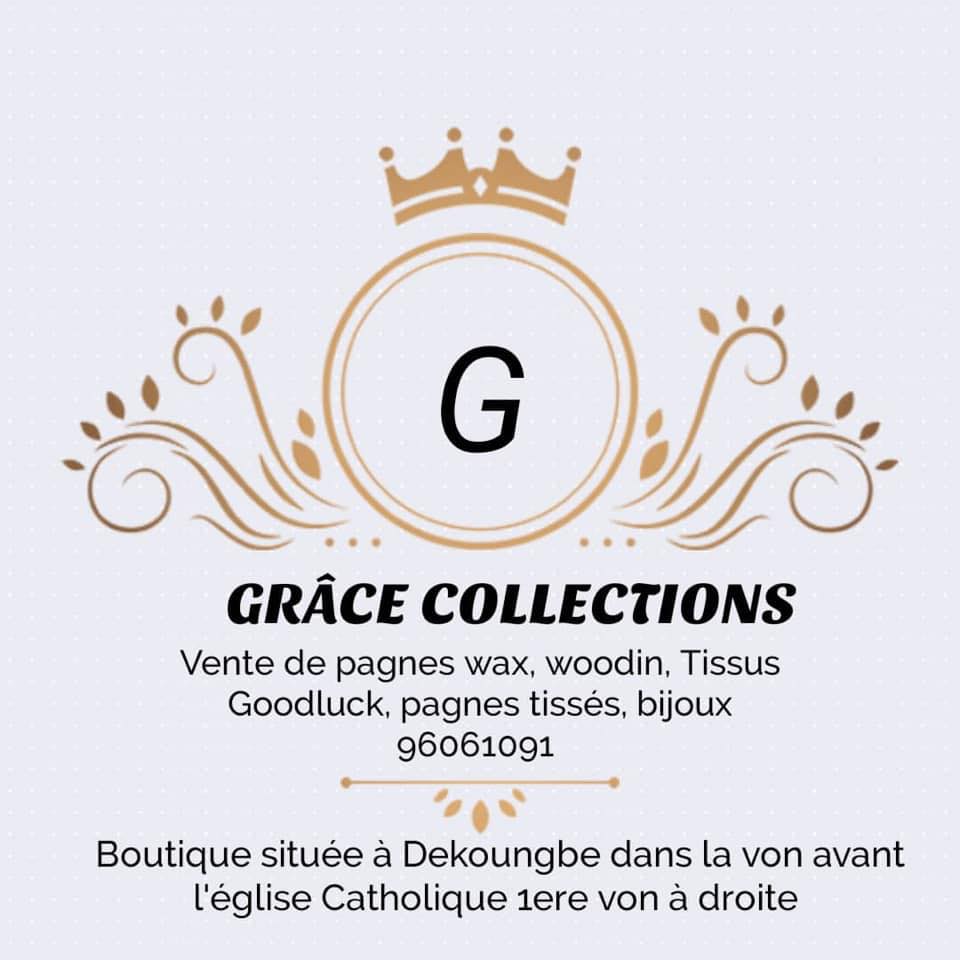 G
GRÂCE COLLECTIONS
Vente de pagnes wax, woodin, Tissus
Goodluck, pagnes tissés, bijoux
96061091
Boutique située à Dekoungbe dans la von avant
l'église Catholique 1ere von à droite